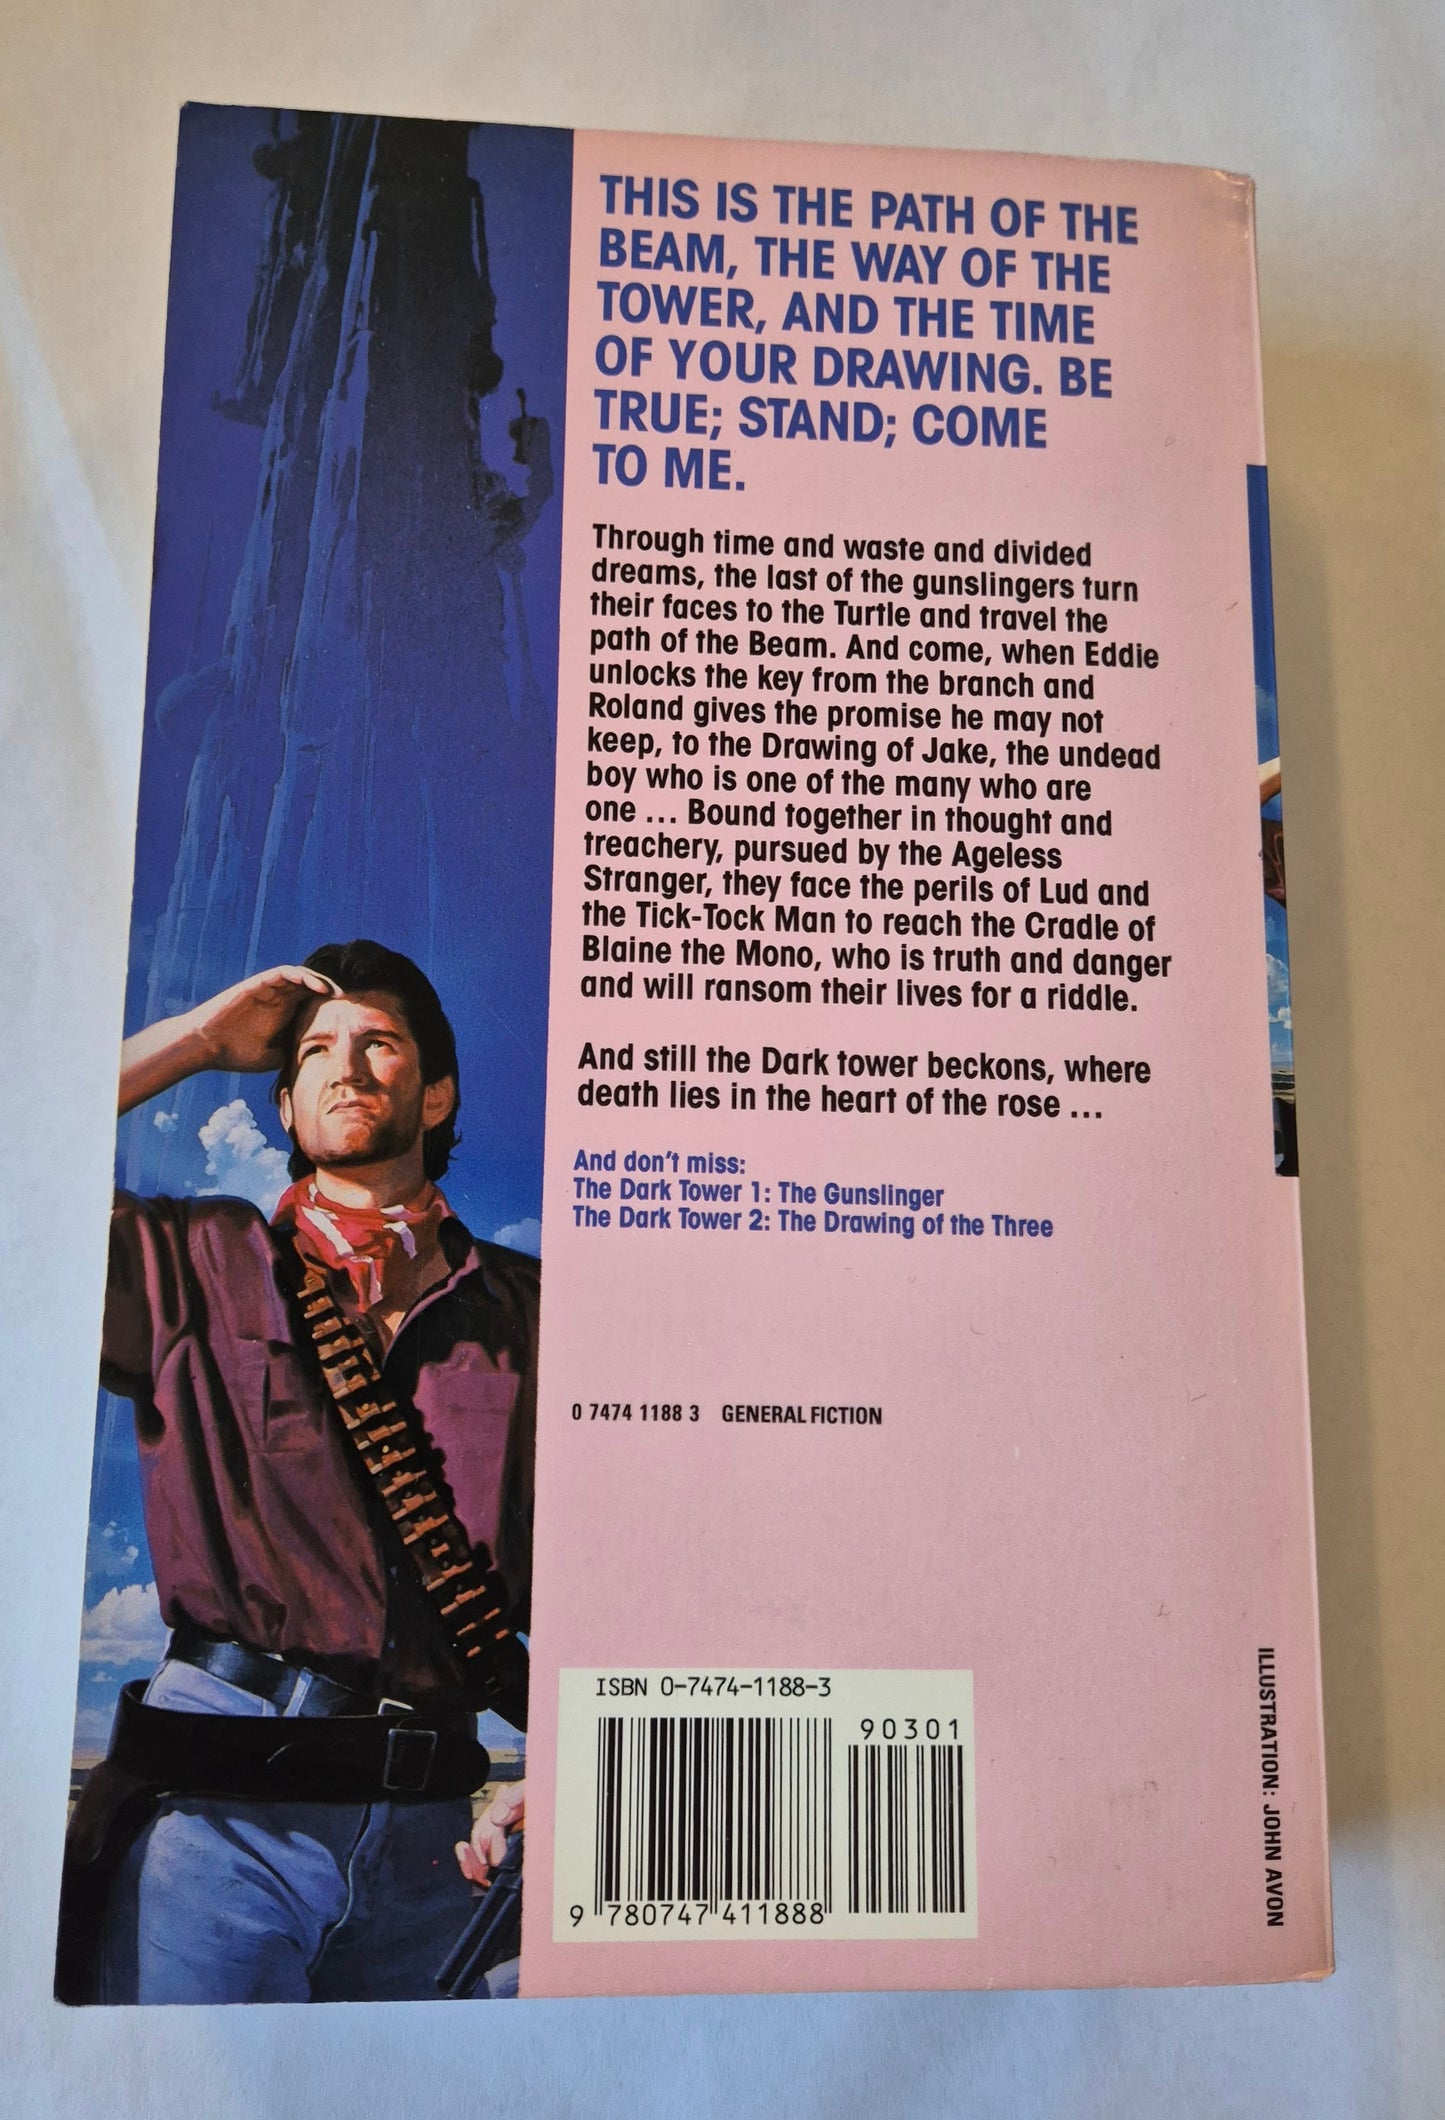 THIS IS THE PATH OF THE
BEAM, THE WAY OF THE
TOWER, AND THE TIME
OF YOUR DRAWING. BE
TRUE; STAND; COME
TO ME.
Through time and waste and divided
dreams, the last of the gunslingers turn
their faces to the Turtle and travel the
path of the Beam. And come, when Eddie
unlocks the key from the branch and
Roland gives the promise he may not
keep, to the Drawing of Jake, the undead
boy who is one of the many who are
one ... Bound together in thought and
treachery, pursued by the Ageless
Stranger, they face the perils of Lud and
the Tick-Tock Man to reach the Cradle of
Blaine the Mono, who is truth and danger
and will ransom their lives for a riddle.
And still the Dark tower beckons, where
death lies in the heart of the rose ...
And don't miss:
The Dark Tower 1: The Gunslinger
The Dark Tower 2: The Drawing of the Three
0 7474 1188 3 GENERAL FICTION
ISBN 0-7474-1188-3
90301
9 780747 411888
ILLUSTRATION: JOHN AVON